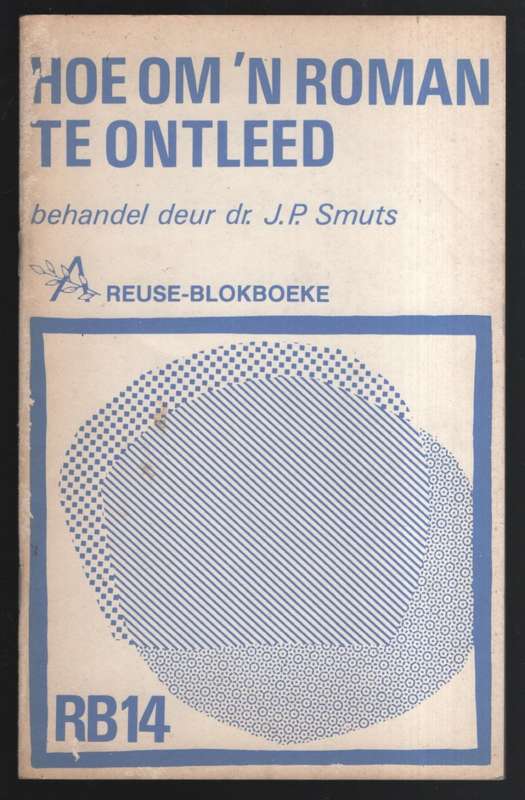 HOE OM 'N ROMAN
TE ONTLEED
behandel deur dr. J.P. Smuts
A REUSE-BLOKBOEKE
RB14